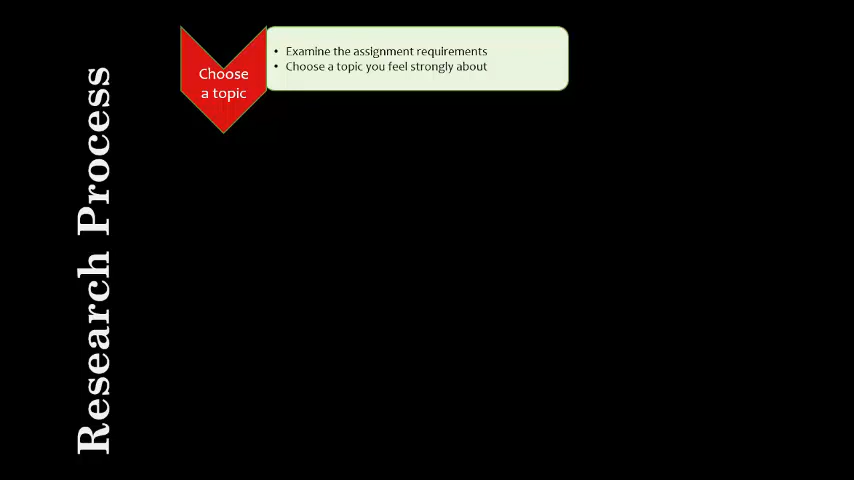 Research Process
Choose
a topic
• Examine the assignment requirements
• Choose a topic you feel strongly about